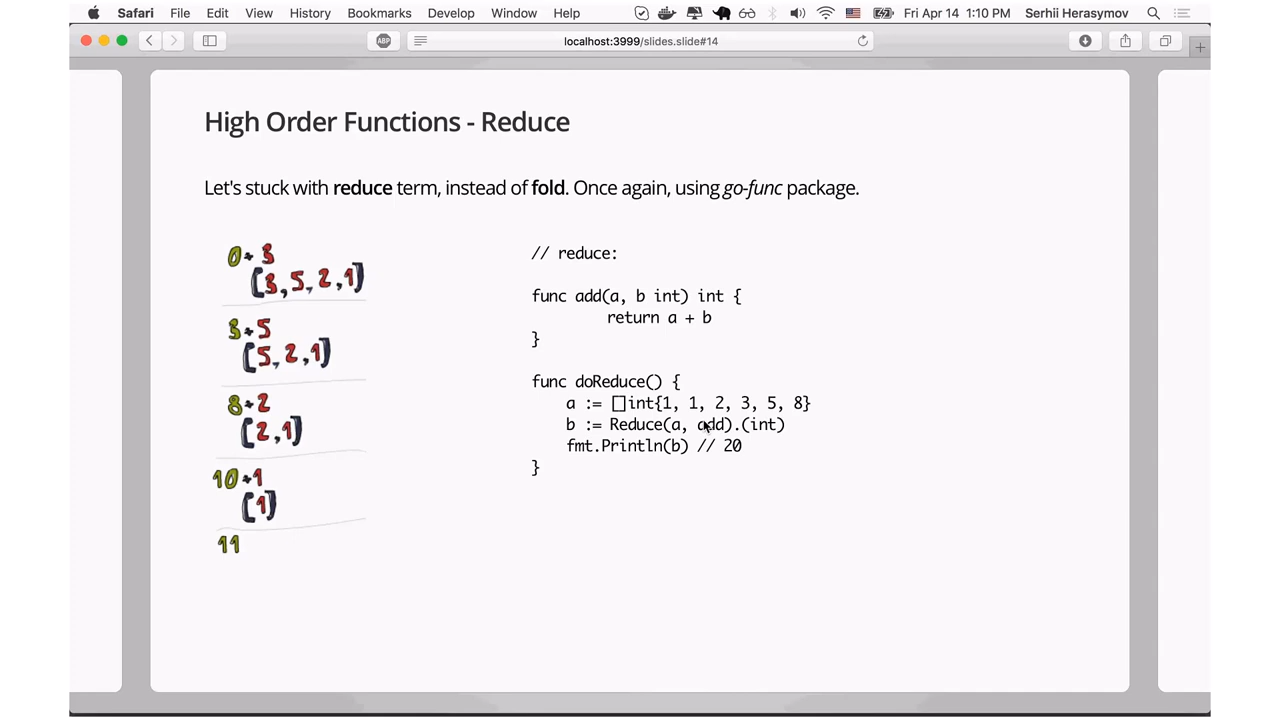 Safari File Edit View History Bookmarks Develop Window Help Fri Apr 14 1:10 PM Serhii Herasymov
ABP localhost:3999/slides.slide#14
High Order Functions - Reduce
Let's stuck with reduce term, instead of fold. Once again, using go-func package.
0+3
[3,5,2,1]
3+5
[5,2,1]
8+2
[2,1]
10+1
[1]
11
// reduce:
func add(a, b int) int {
return a + b
}
func doReduce() {
a := []int{1, 1, 2, 3, 5, 8}
b := Reduce(a, add).(int)
fmt.Println(b) // 20
}